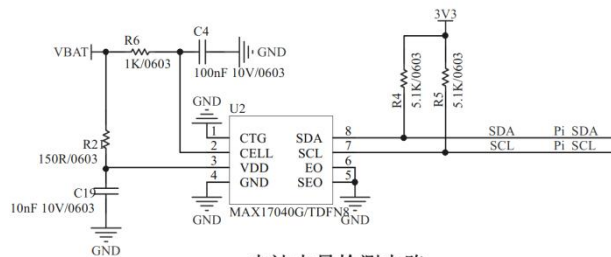 3V3
VBAT
R6
1K/0603
C4
GND
100nF 10V/0603
R4
5.1K/0603
R5
5.1K/0603
GND
U2
R21
150R/0603
1 CTG SDA 8 SDA Pi SDA
2 CELL SCL 7 SCL Pi SCL
3 VDD EO 6
4 GND SEO 5
C19
10nF 10V/0603
MAX17040G/TDFN8
GND
GND
GND